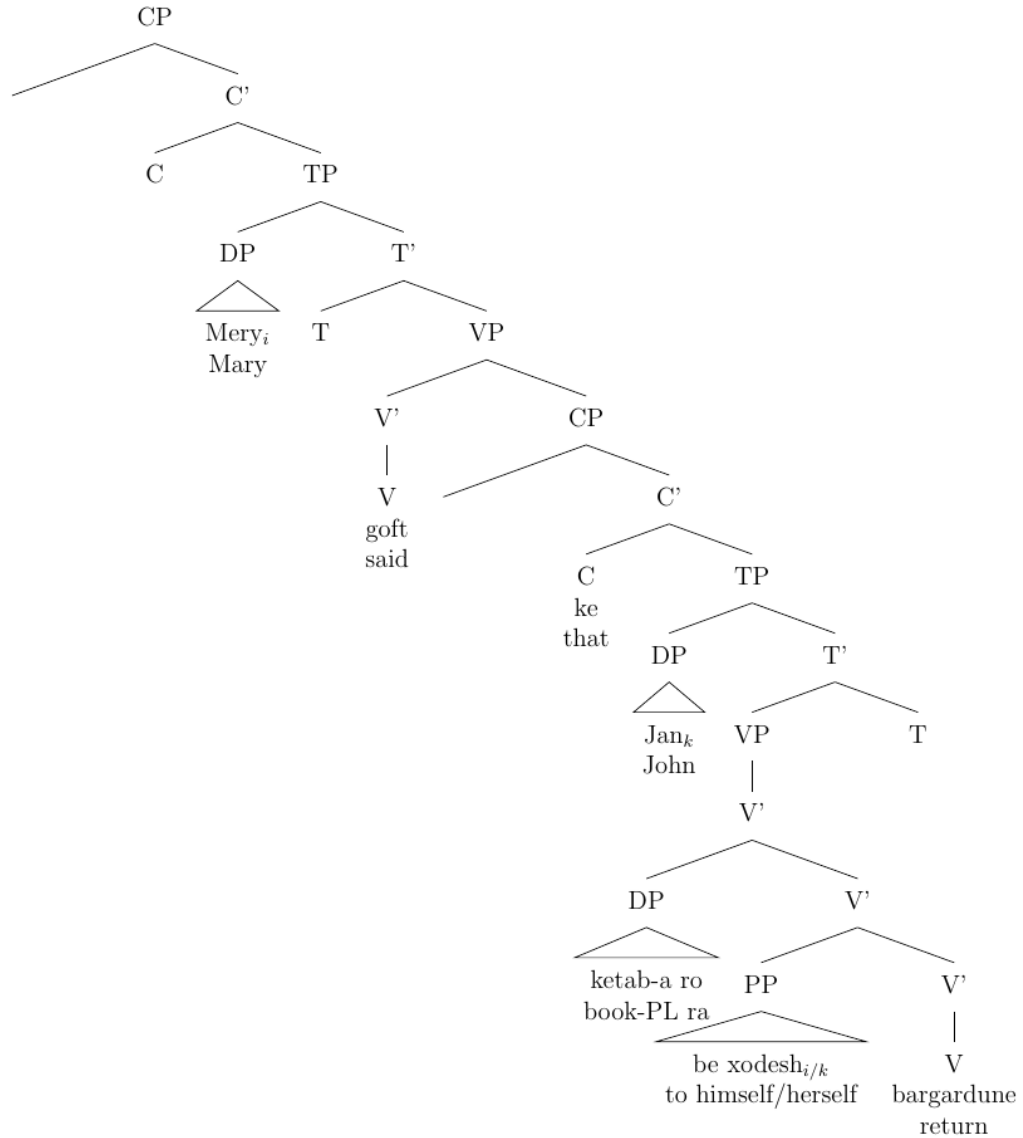 CP
C'
C TP
DP T'
Mery_i T VP
Mary
V' CP
V C'
goft
said
C TP
ke
that
DP T'
Jan_k VP T
John
V'
DP V'
ketab-a ro PP V'
book-PL ra
be xodesh_{i/k} V
to himself/herself bargardune
return